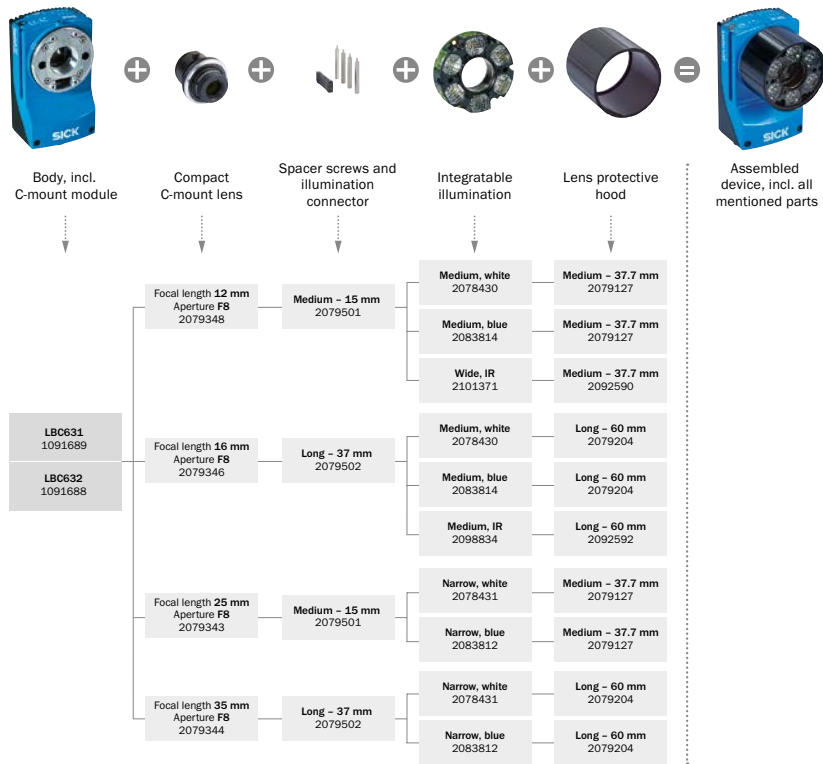 SICK
SICK
Body, incl.
C-mount module
Compact
C-mount lens
Spacer screws and
illumination
connector
Integratable
illumination
Lens protective
hood
Assembled
device, incl. all
mentioned parts
LBC631
1091689
LBC632
1091688
Focal length 12 mm
Aperture F8
2079348
Medium – 15 mm
2079501
Medium, white
2078430
Medium – 37.7 mm
2079127
Medium, blue
2083814
Medium – 37.7 mm
2079127
Wide, IR
2101371
Medium – 37.7 mm
2092590
Focal length 16 mm
Aperture F8
2079346
Long – 37 mm
2079502
Medium, white
2078430
Long – 60 mm
2079204
Medium, blue
2083814
Long – 60 mm
2079204
Medium, IR
2098834
Long – 60 mm
2092592
Focal length 25 mm
Aperture F8
2079343
Medium – 15 mm
2079501
Narrow, white
2078431
Medium – 37.7 mm
2079127
Narrow, blue
2083812
Medium – 37.7 mm
2079127
Focal length 35 mm
Aperture F8
2079344
Long – 37 mm
2079502
Narrow, white
2078431
Long – 60 mm
2079204
Narrow, blue
2083812
Long – 60 mm
2079204